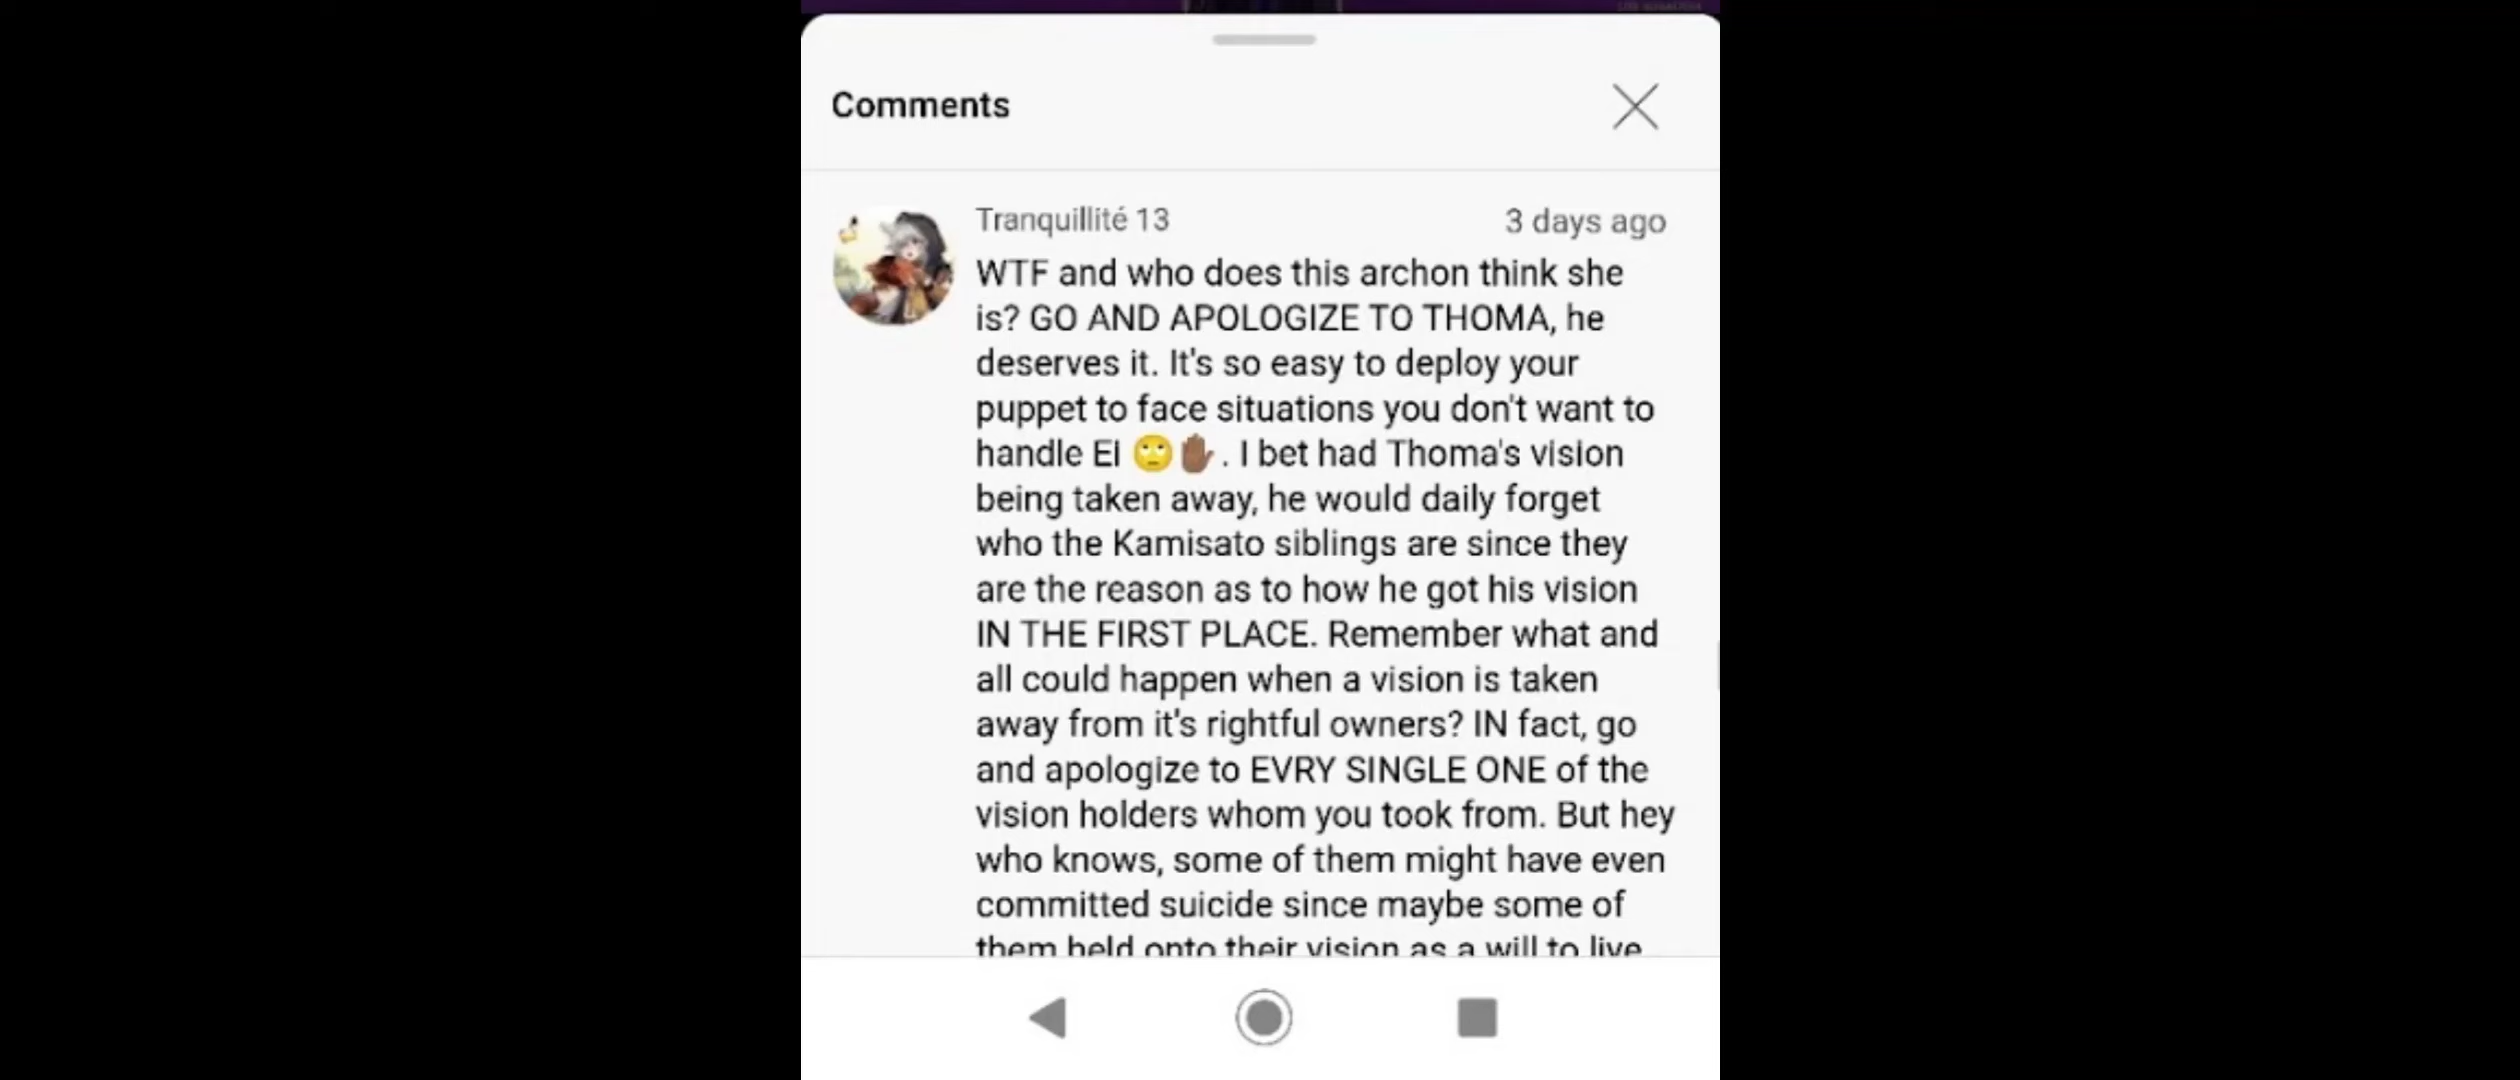 Comments
Tranquillité 13
3 days ago
WTF and who does this archon think she
is? GO AND APOLOGIZE TO THOMA, he
deserves it. It's so easy to deploy your
puppet to face situations you don't want to
handle EI 🙄✋🏾. I bet had Thoma's vision
being taken away, he would daily forget
who the Kamisato siblings are since they
are the reason as to how he got his vision
IN THE FIRST PLACE. Remember what and
all could happen when a vision is taken
away from it's rightful owners? IN fact, go
and apologize to EVRY SINGLE ONE of the
vision holders whom you took from. But hey
who knows, some of them might have even
committed suicide since maybe some of
them held onto their vision as a will to live